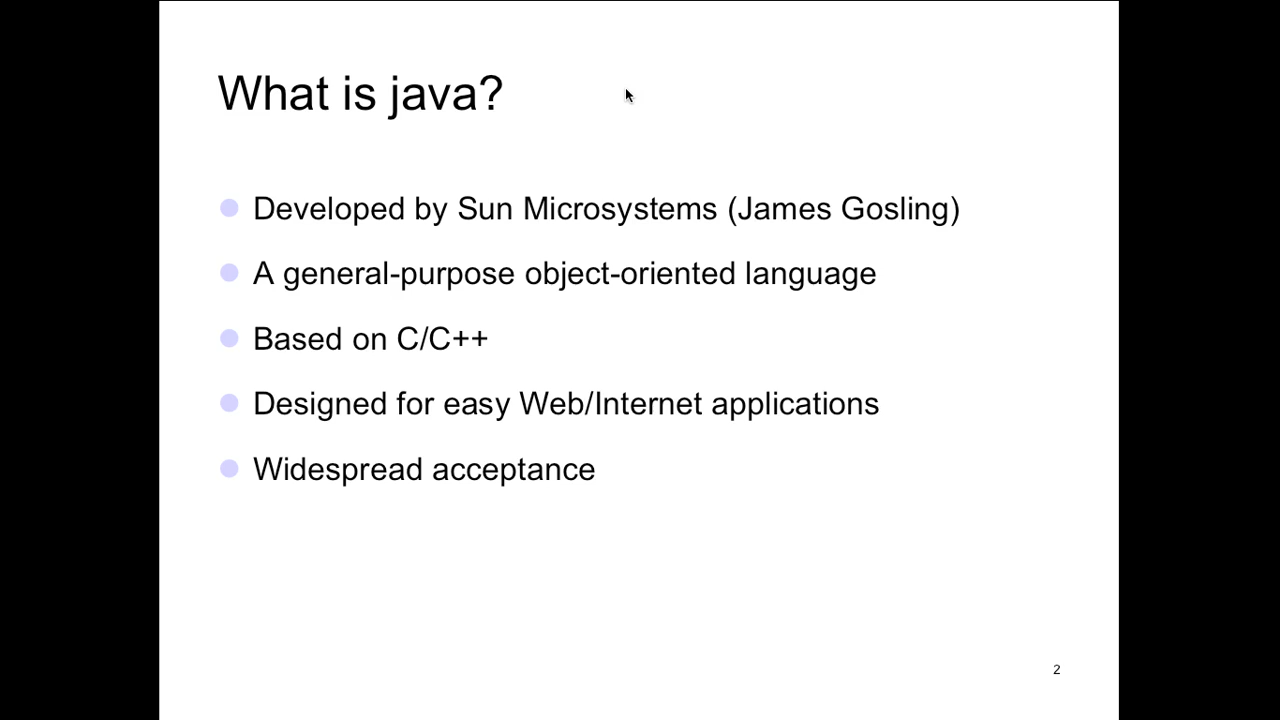 What is java?
Developed by Sun Microsystems (James Gosling)
A general-purpose object-oriented language
Based on C/C++
Designed for easy Web/Internet applications
Widespread acceptance
2